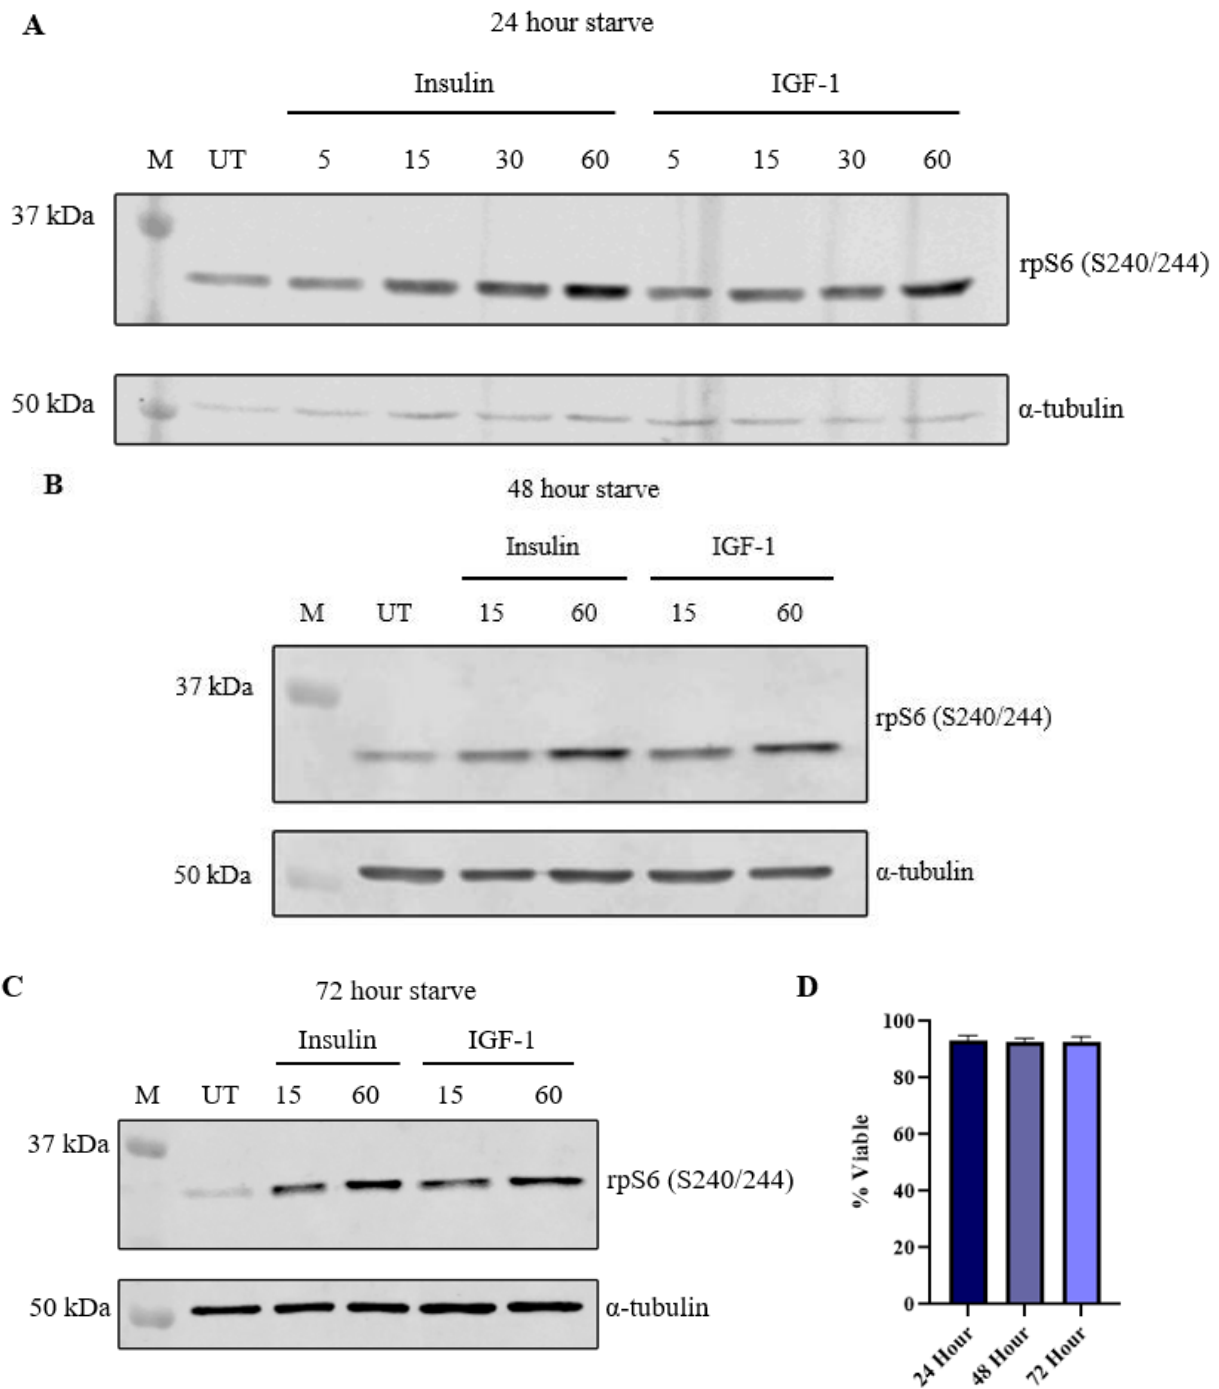 A
24 hour starve
Insulin IGF-1
M UT 5 15 30 60 5 15 30 60
37 kDa
rpS6 (S240/244)
50 kDa α-tubulin
B
48 hour starve
Insulin IGF-1
M UT 15 60 15 60
37 kDa
rpS6 (S240/244)
50 kDa α-tubulin
C
72 hour starve
Insulin IGF-1
M UT 15 60 15 60
37 kDa
rpS6 (S240/244)
50 kDa α-tubulin
D
% Viable
100
80
60
40
20
0
24 Hour 48 Hour 72 Hour